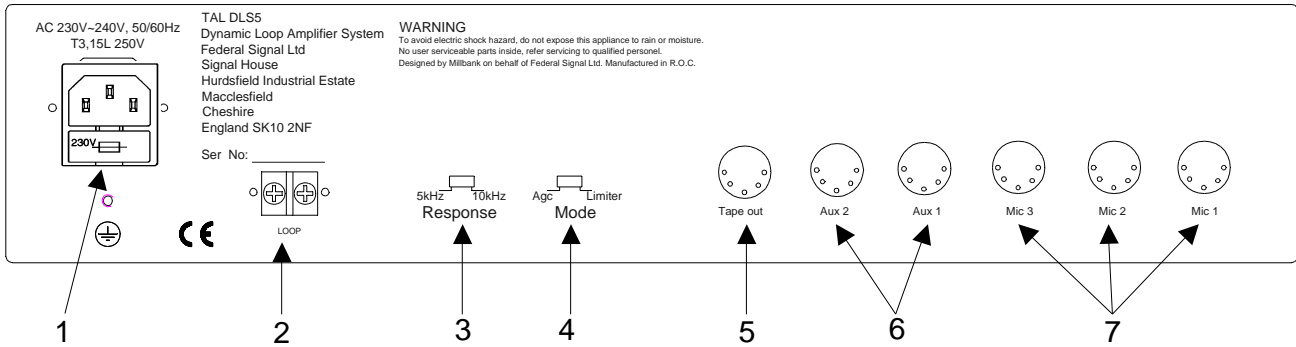 AC 230V~240V, 50/60Hz
T3,15L 250V
230V
TAL DLS5
Dynamic Loop Amplifier System
Federal Signal Ltd
Signal House
Hurdsfield Industrial Estate
Macclesfield
Cheshire
England SK10 2NF
Ser No:
WARNING
To avoid electric shock hazard, do not expose this appliance to rain or moisture.
No user serviceable parts inside, refer servicing to qualified personel.
Designed by Millbank on behalf of Federal Signal Ltd. Manufactured in R.O.C.
CE
LOOP
5kHz 10kHz
Response
Agc Limiter
Mode
Tape out
Aux 2
Aux 1
Mic 3
Mic 2
Mic 1
1 2 3 4 5 6 7